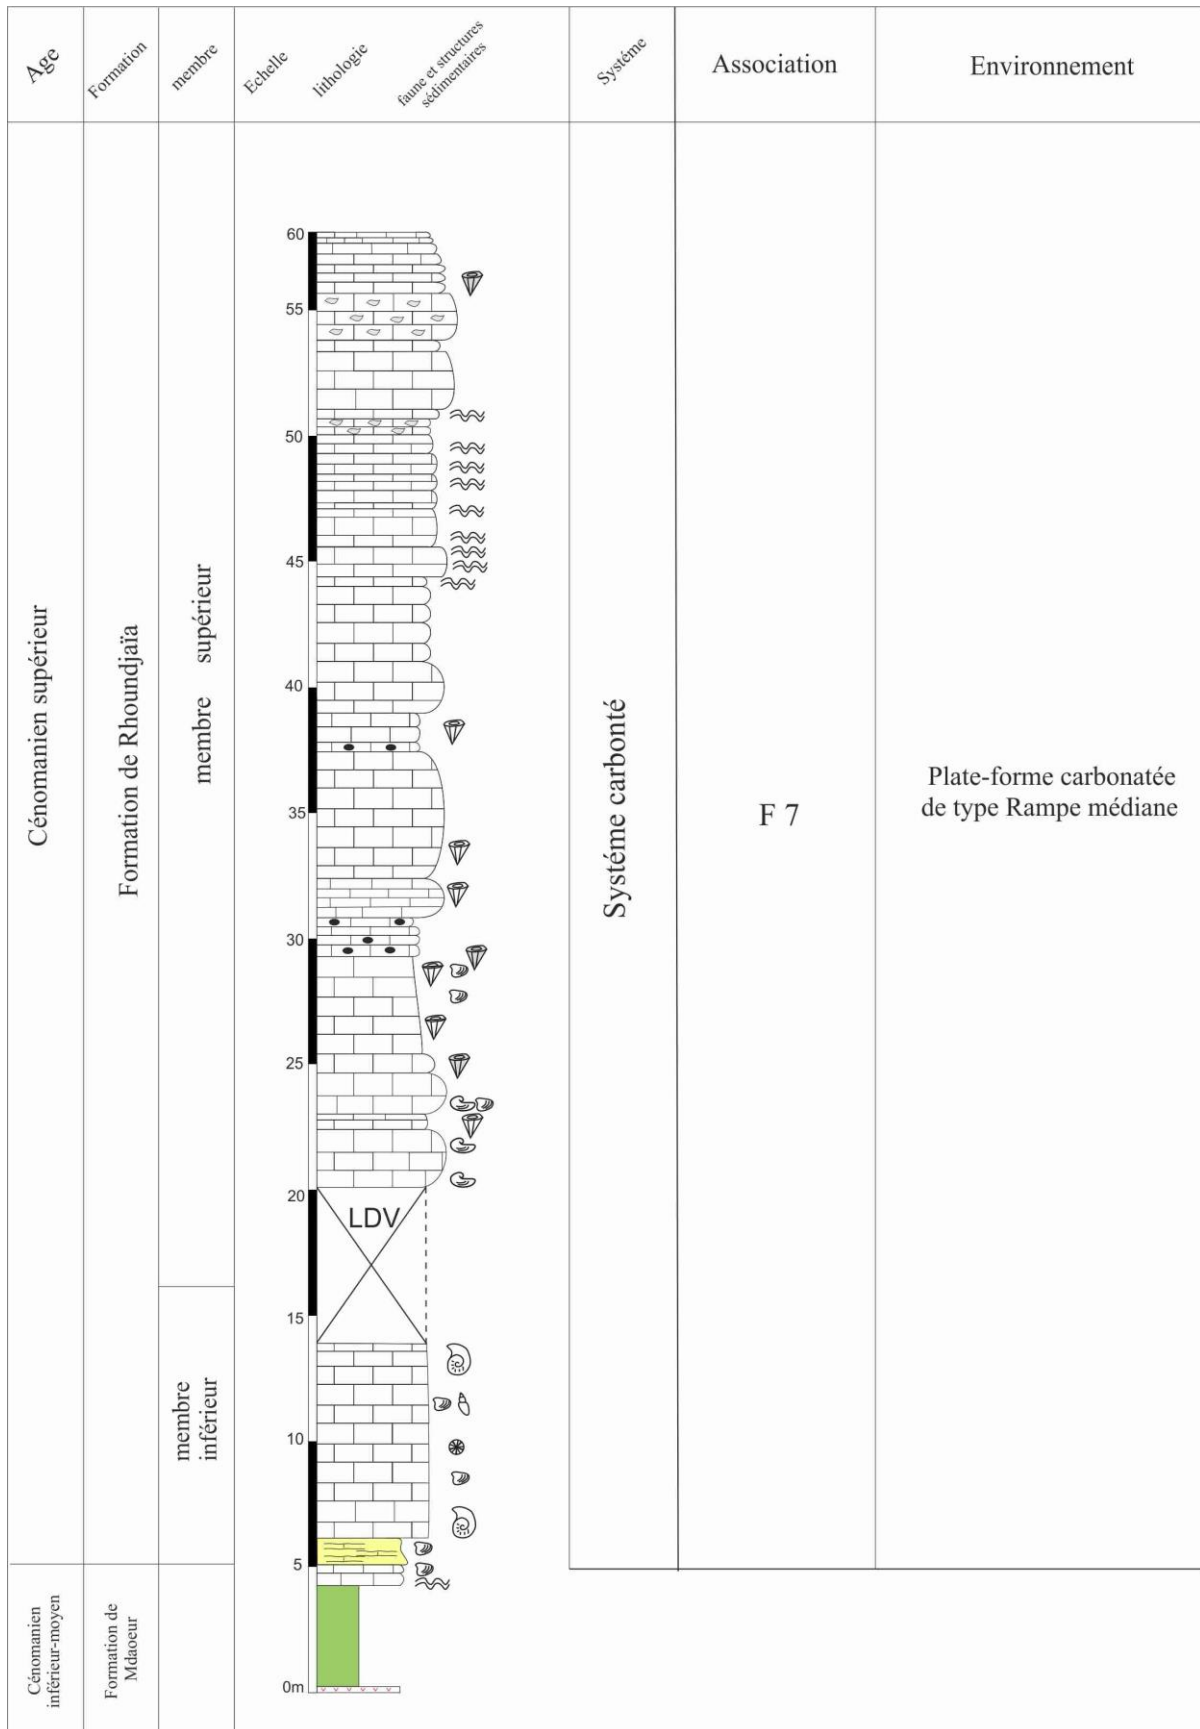 Age
Formation
membre
Echelle
lithologie
faune et structures
sédimentaires
Systéme
Association
Environnement
Cénomanien supérieur
Formation de Rhoundjaïa
membre supérieur
60
55
50
45
40
35
30
25
20
LDV
15
10
5
0m
Systéme carbonté
F 7
Plate-forme carbonatée
de type Rampe médiane
membre
inférieur
Cénomanien
inférieur-moyen
Formation de
Mdaoeur